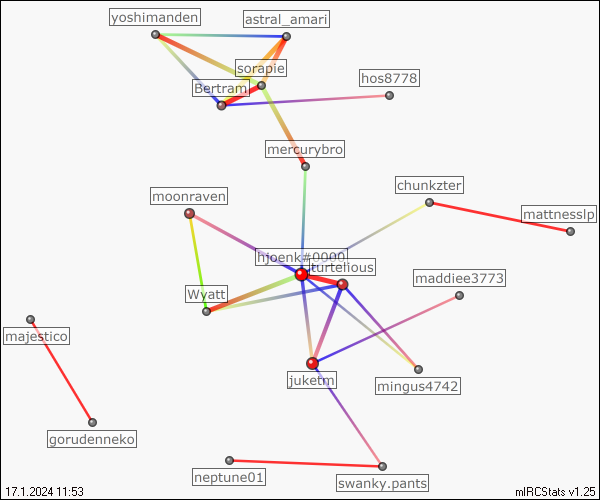 yoshimanden
astral_amari
sorapie
hos8778
Bertram
mercurybro
chunkzter
moonraven
mattnesslp
hjoenk#0000
turtelious
maddiee3773
Wyatt
majestico
juketm
mingus4742
gorudenneko
neptune01
swanky.pants
17.1.2024 11:53
mIRCStats v1.25